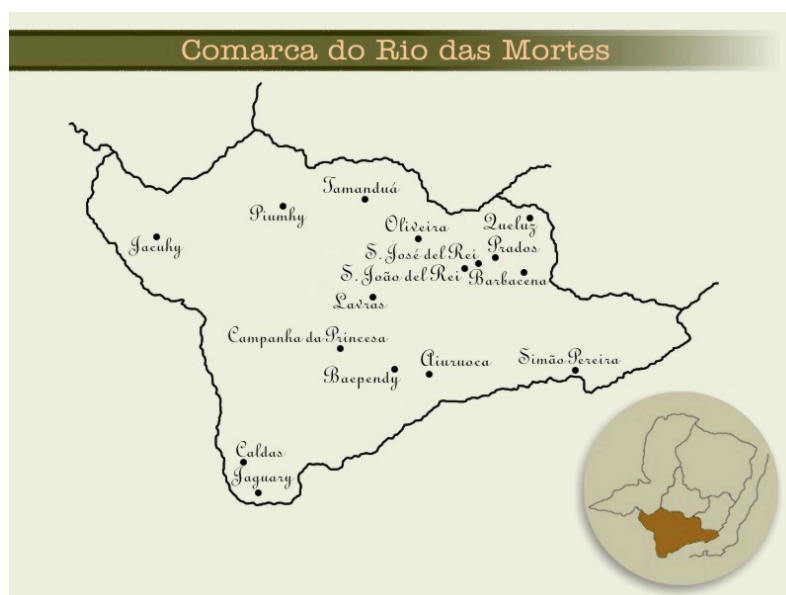 Comarca do Rio das Mortes
Tamanduá
Piumhy
Oliveira
Queluz
Jacuhy
Prados
S. José del Rei
S. João del Rei
Barbacena
Lavras
Campanha da Princesa
Aiuruoca
Simão Pereira
Baependy
Caldas
Jaguary